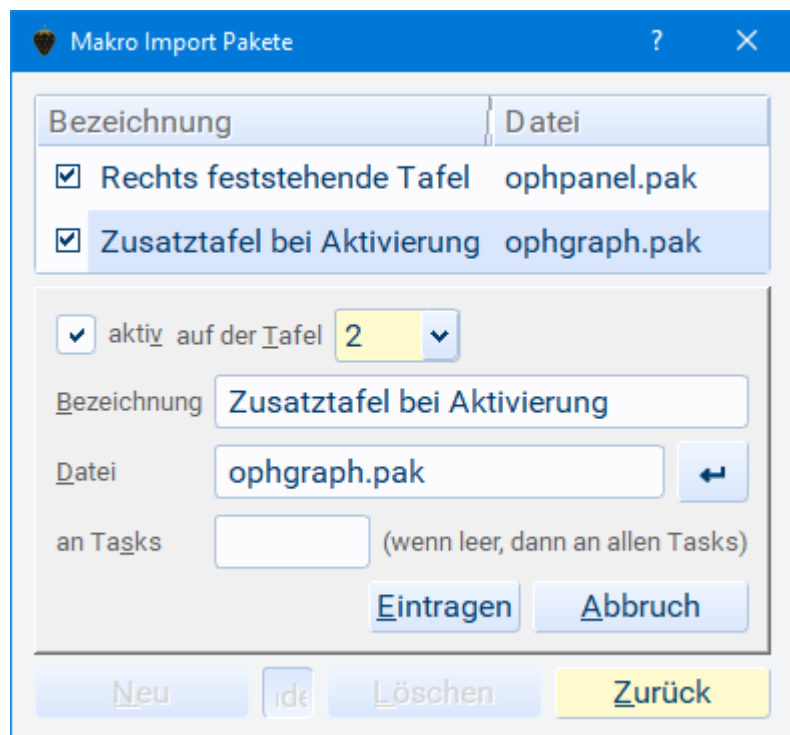 Makro Import Pakete ?
Bezeichnung Datei
Rechts feststehende Tafel ophpanel.pak
Zusatztafel bei Aktivierung ophgraph.pak
aktiv auf der Tafel 2
Bezeichnung Zusatztafel bei Aktivierung
Datei ophgraph.pak
an Tasks (wenn leer, dann an allen Tasks)
Eintragen Abbruch
Neu Löschen Zurück